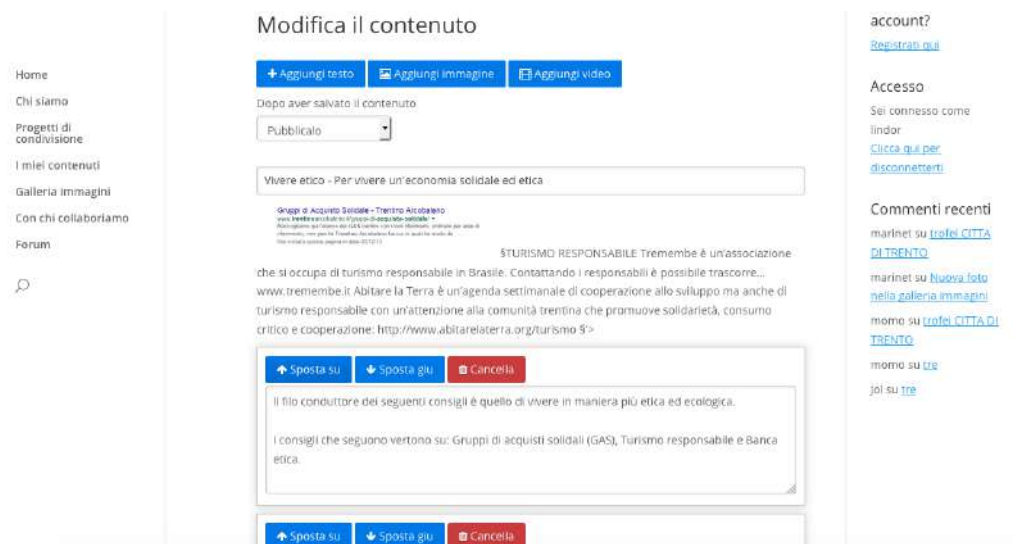 Modifica il contenuto
Aggiungi testo
Aggiungi immagine
Aggiungi video
Dopo aver salvato il contenuto
Pubblicalo
Vivere etico - Per vivere un'economia solidale ed etica
Gruppi di Acquisto Solidale - Trentino Arcobaleno
§TURISMO RESPONSABILE Tremembe è un'associazione
che si occupa di turismo responsabile in Brasile. Contattando i responsabili è possibile trascorre...
www.tremembe.it Abitare la Terra è un'agenda settimanale di cooperazione allo sviluppo ma anche di
turismo responsabile con un'attenzione alla comunità trentina che promuove solidarietà, consumo
critico e cooperazione: http://www.abitarelaterra.org/turismo §'>
Sposta su
Sposta giu
Cancella
Il filo conduttore dei seguenti consigli è quello di vivere in maniera più etica ed ecologica.
I consigli che seguono vertono su: Gruppi di acquisti solidali (GAS), Turismo responsabile e Banca
etica.
Sposta su
Sposta giu
Cancella
Home
Chi siamo
Progetti di
condivisione
I miei contenuti
Galleria immagini
Con chi collaboriamo
Forum
account?
Registrati qui
Accesso
Sei connesso come
lindor
Clicca qui per
disconnetterti
Commenti recenti
marinet su trofei CITTA
DI TRENTO
marinet su Nuova foto
nella galleria immagini
momo su trofei CITTA DI
TRENTO
momo su tre
jol su tre